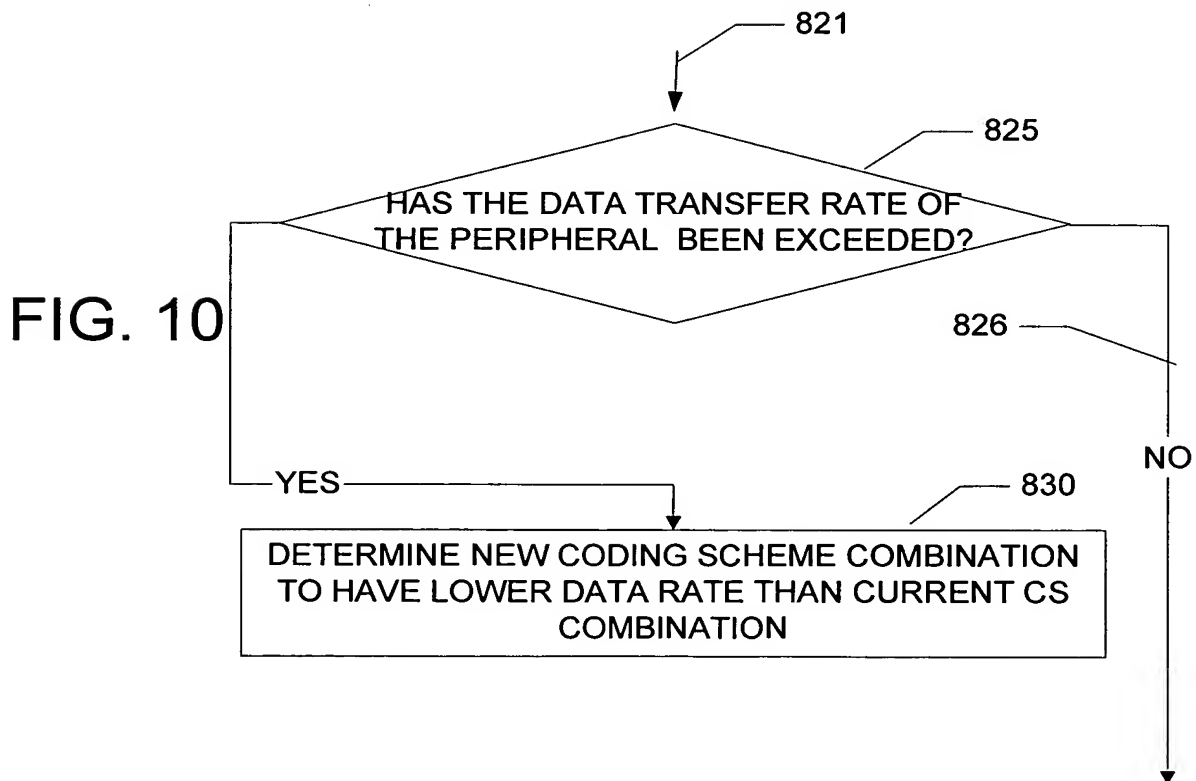 821
825
HAS THE DATA TRANSFER RATE OF
THE PERIPHERAL BEEN EXCEEDED?
FIG. 10
826
NO
YES
830
DETERMINE NEW CODING SCHEME COMBINATION
TO HAVE LOWER DATA RATE THAN CURRENT CS
COMBINATION